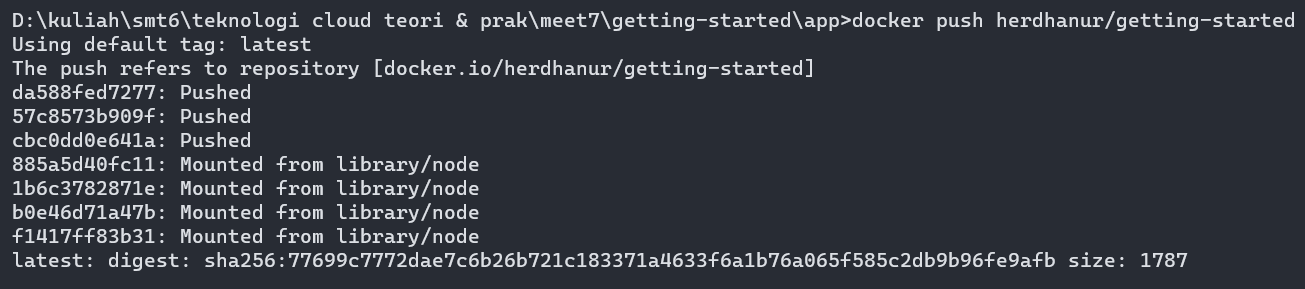 D:\kuliah\smt6\teknologi cloud teori & prak\meet7\getting-started\app>docker push herdhanur/getting-started
Using default tag: latest
The push refers to repository [docker.io/herdhanur/getting-started]
da588fed7277: Pushed
57c8573b909f: Pushed
cbc0dd0e641a: Pushed
885a5d40fc11: Mounted from library/node
1b6c3782871e: Mounted from library/node
b0e46d71a47b: Mounted from library/node
f1417ff83b31: Mounted from library/node
latest: digest: sha256:77699c7772dae7c6b26b721c183371a4633f6a1b76a065f585c2db9b96fe9afb size: 1787